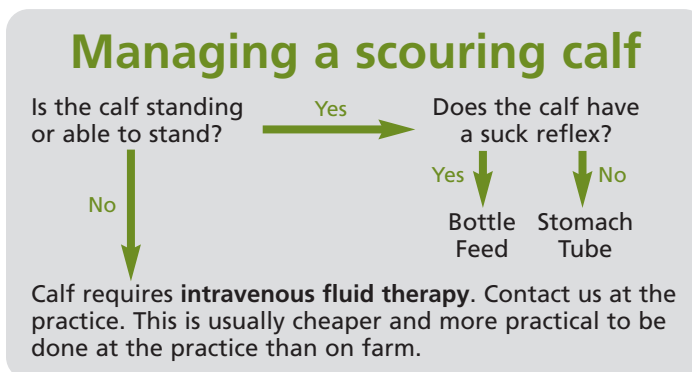 Managing a scouring calf
Is the calf standing
or able to stand?
Yes
Does the calf have
a suck reflex?
Yes
No
No
Bottle
Feed
Stomach
Tube
Calf requires intravenous fluid therapy. Contact us at the
practice. This is usually cheaper and more practical to be
done at the practice than on farm.